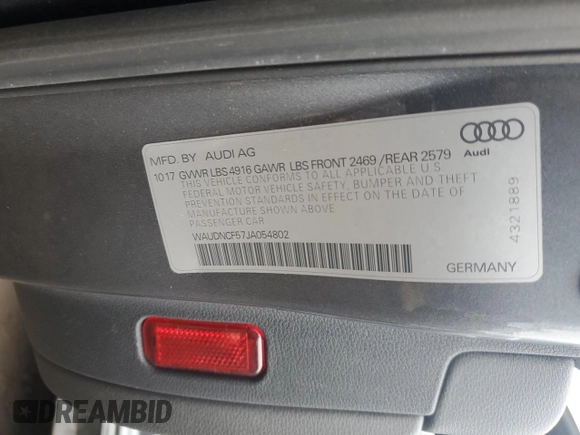 MFD. BY AUDI AG
10 17 GVWR LBS 4916 GAWR LBS FRONT 2469 /REAR 2579
THIS VEHICLE CONFORMS TO ALL APPLICABLE U.S.
FEDERAL MOTOR VEHICLE SAFETY, BUMPER AND THEFT
PREVENTION STANDARDS IN EFFECT ON THE DATE OF
MANUFACTURE SHOWN ABOVE
PASSENGER CAR
WAUDNCF57JA054802
GERMANY
Audi
4321889
DREAMBID